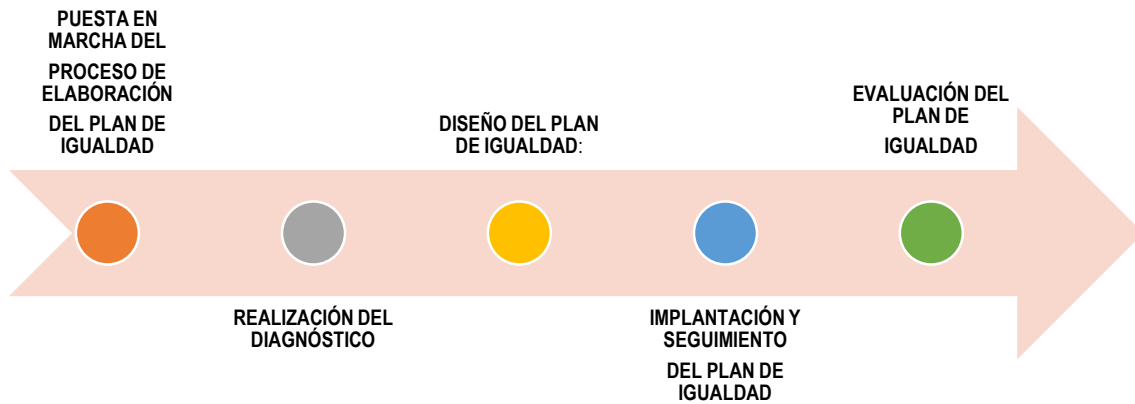 PUESTA EN
MARCHA DEL
PROCESO DE
ELABORACIÓN
DEL PLAN DE
IGUALDAD
REALIZACIÓN DEL
DIAGNÓSTICO
DISEÑO DEL PLAN
DE IGUALDAD:
IMPLANTACIÓN Y
SEGUIMIENTO
DEL PLAN DE
IGUALDAD
EVALUACIÓN DEL
PLAN DE
IGUALDAD